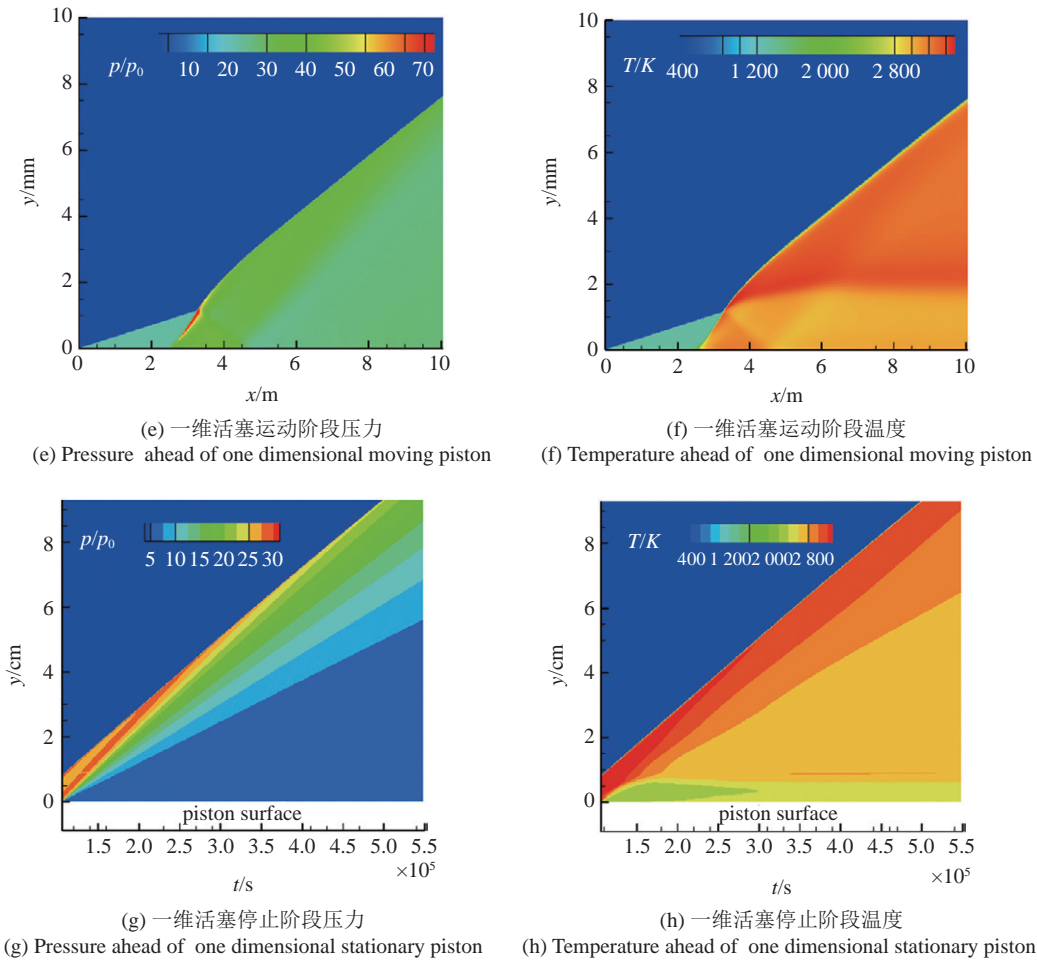 10
8
6
4
2
0
y/mm
p/p0
10 20 30 40 50 60 70
0 2 4 6 8 10
x/m
(e) 一维活塞运动阶段压力
(e) Pressure ahead of one dimensional moving piston
10
8
6
4
2
0
y/mm
T/K
400 1 200 2 000 2 800
0 2 4 6 8 10
x/m
(f) 一维活塞运动阶段温度
(f) Temperature ahead of one dimensional moving piston
8
6
4
2
0
y/cm
p/p0
5 10 15 20 25 30
piston surface
1.5 2.0 2.5 3.0 3.5 4.0 4.5 5.0 5.5
×10⁵
t/s
(g) 一维活塞停止阶段压力
(g) Pressure ahead of one dimensional stationary piston
8
6
4
2
0
y/cm
T/K
400 1 2002 0002 800
piston surface
1.5 2.0 2.5 3.0 3.5 4.0 4.5 5.0 5.5
×10⁵
t/s
(h) 一维活塞停止阶段温度
(h) Temperature ahead of one dimensional stationary piston